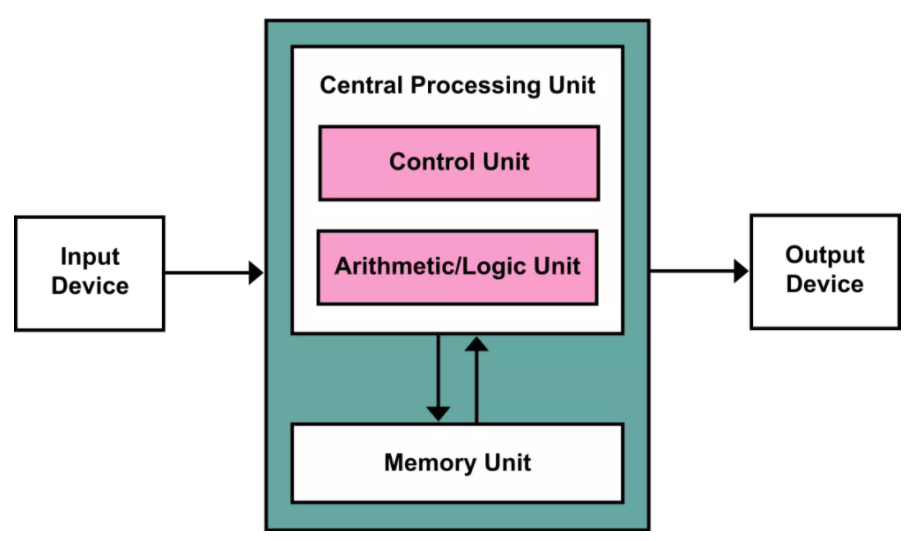 Central Processing Unit
Control Unit
Arithmetic/Logic Unit
Input
Device
Output
Device
Memory Unit